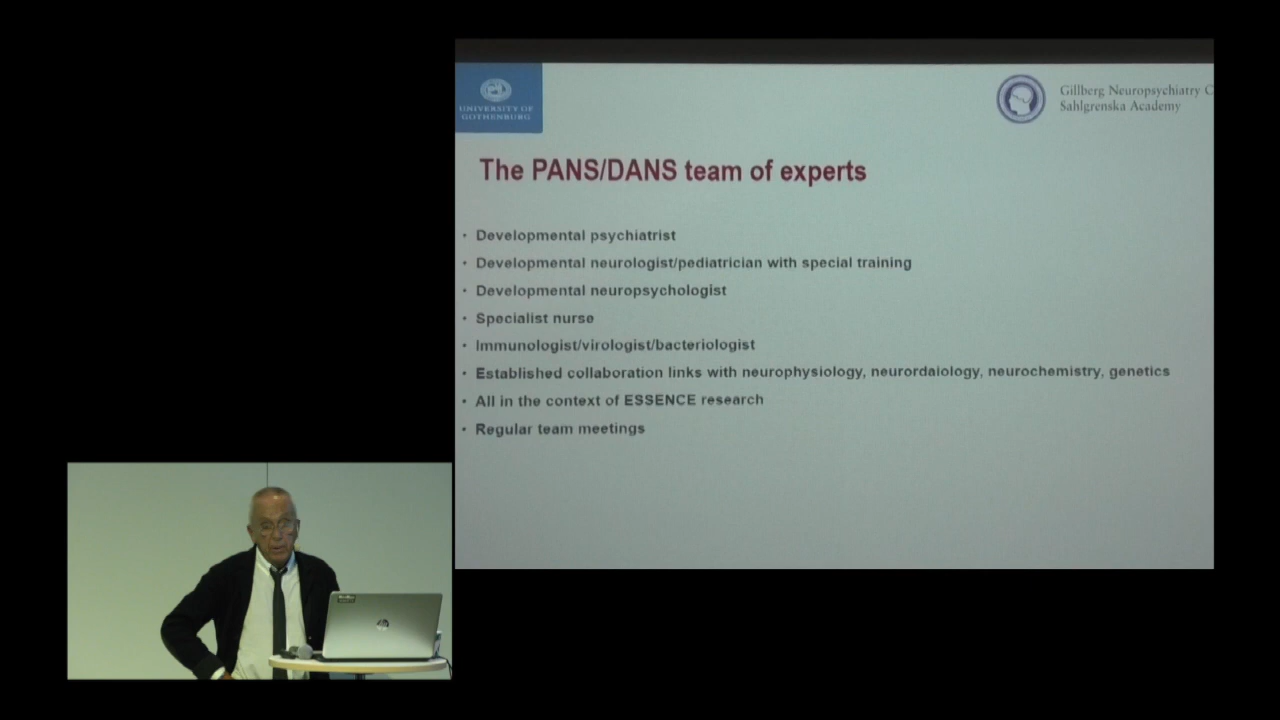 UNIVERSITY OF
GOTHENBURG
Gillberg Neuropsychiatry C
Sahlgrenska Academy
The PANS/DANS team of experts
• Developmental psychiatrist
• Developmental neurologist/pediatrician with special training
• Developmental neuropsychologist
• Specialist nurse
• Immunologist/virologist/bacteriologist
• Established collaboration links with neurophysiology, neurordaiology, neurochemistry, genetics
• All in the context of ESSENCE research
• Regular team meetings
hp